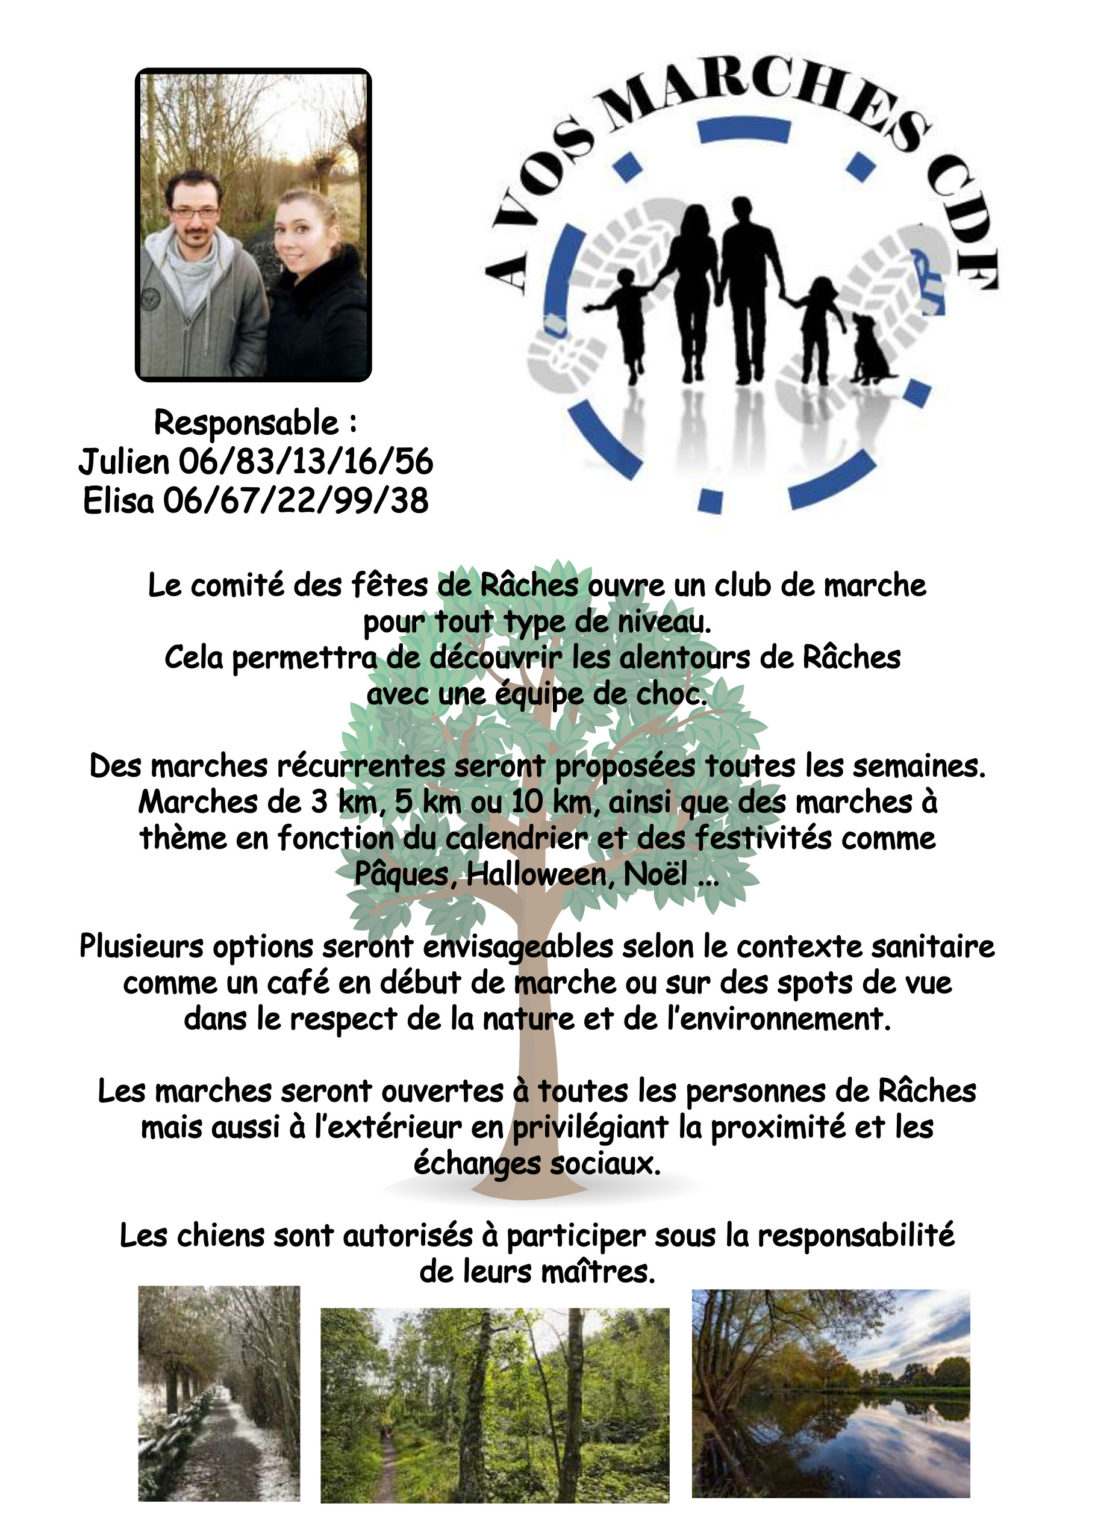 A VOS MARCHES CDF
Responsable :
Julien 06/83/13/16/56
Elisa 06/67/22/99/38
Le comité des fêtes de Râches ouvre un club de marche
pour tout type de niveau.
Cela permettra de découvrir les alentours de Râches
avec une équipe de choc.
Des marches récurrentes seront proposées toutes les semaines.
Marches de 3 km, 5 km ou 10 km, ainsi que des marches à
thème en fonction du calendrier et des festivités comme
Pâques, Halloween, Noël ...
Plusieurs options seront envisageables selon le contexte sanitaire
comme un café en début de marche ou sur des spots de vue
dans le respect de la nature et de l’environnement.
Les marches seront ouvertes à toutes les personnes de Râches
mais aussi à l’extérieur en privilégiant la proximité et les
échanges sociaux.
Les chiens sont autorisés à participer sous la responsabilité
de leurs maîtres.